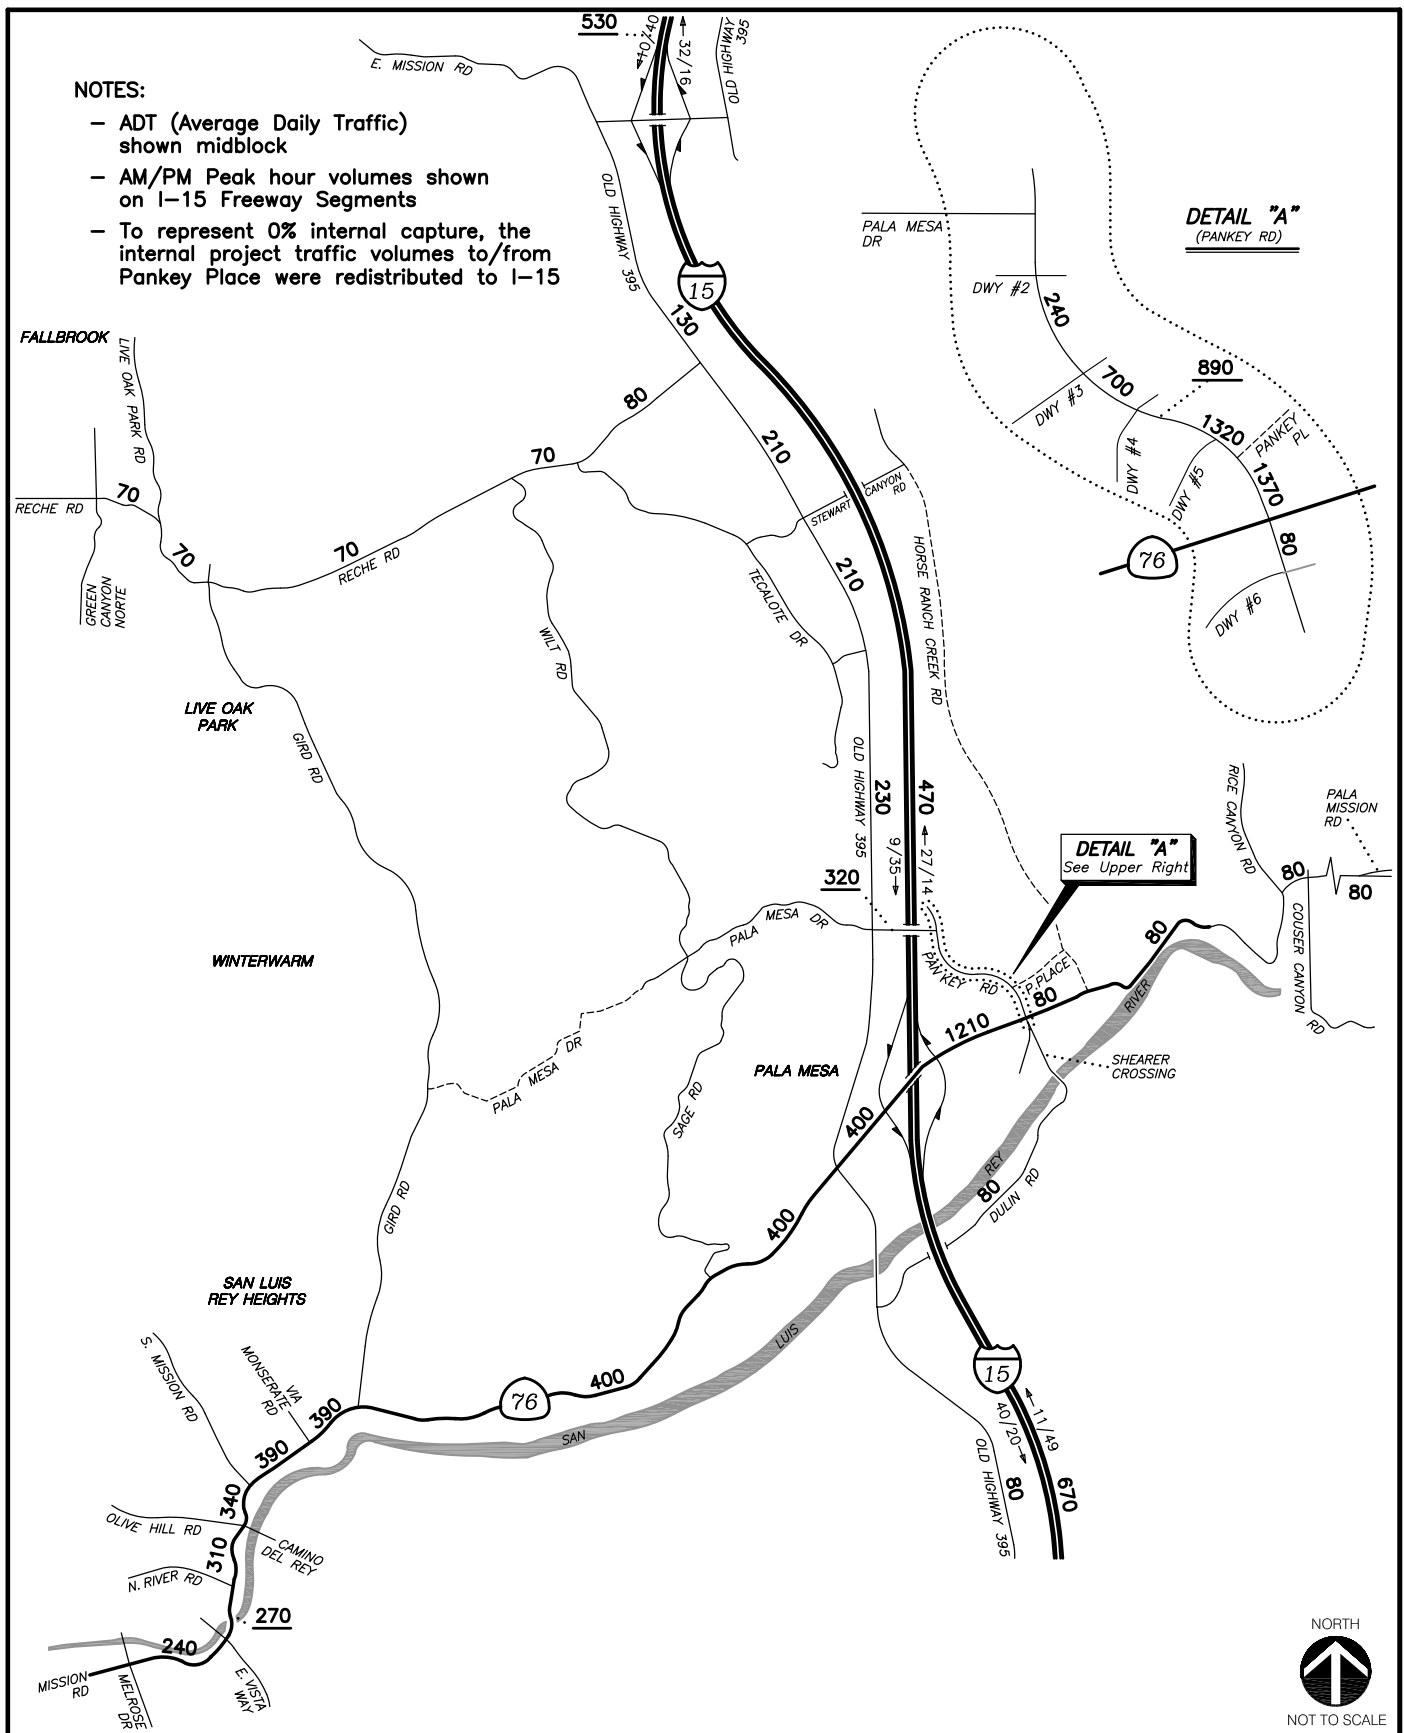 530
10/40
32/16
OLD HIGHWAY
395
E. MISSION RD
NOTES:
– ADT (Average Daily Traffic)
shown midblock
– AM/PM Peak hour volumes shown
on I–15 Freeway Segments
– To represent 0% internal capture, the
internal project traffic volumes to/from
Pankey Place were redistributed to I–15
OLD HIGHWAY 395
15
130
PALA MESA
DR
DETAIL "A"
(PANKEY RD)
DWY #2
240
DWY #3
700
890
DWY #4
1320
DWY #5
PANKEY
PL
1370
76
80
DWY #6
FALLBROOK
LIVE OAK PARK RD
RECHE RD
70
GREEN
CANYON
NORTE
70
70
RECHE RD
70
80
210
STEWART
CANYON
RD
210
TECALOTE DR
WILT RD
HORSE RANCH CREEK RD
LIVE OAK
PARK
GIRD RD
OLD HIGHWAY 395
230
470
9/35
27/14
320
DETAIL "A"
See Upper Right
RICE CANYON RD
PALA
MISSION
RD
80
80
COUSER CANYON
RD
80
WINTERWARM
PALA MESA DR
PANKEY RD
P.PLACE
80
1210
RIVER
SHEARER
CROSSING
PALA MESA DR
PALA MESA
SAGE RD
400
REY
80
DULIN RD
GIRD RD
400
SAN LUIS
REY HEIGHTS
LUIS
15
S. MISSION RD
VIA
MONSERATE
RD
400
76
390
390
SAN
11/49
40/20
OLD HIGHWAY 395
80
670
340
OLIVE HILL RD
310
CAMINO
DEL REY
N. RIVER RD
270
240
MISSION
RD
MELROSE
DR
E. VISTA
WAY
NORTH
NOT TO SCALE